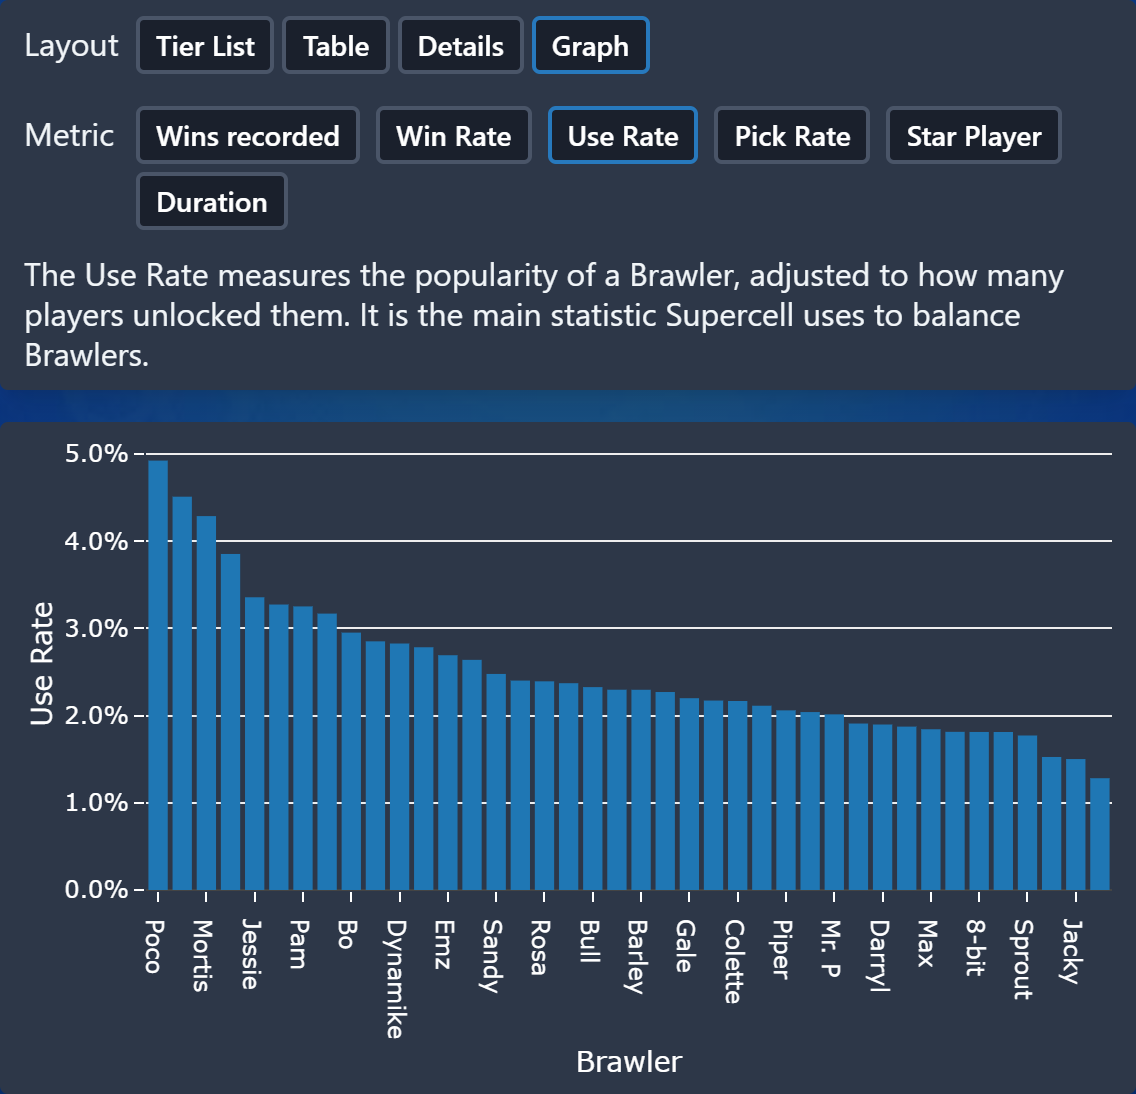 Layout Tier List Table Details Graph
Metric Wins recorded Win Rate Use Rate Pick Rate Star Player
Duration
The Use Rate measures the popularity of a Brawler, adjusted to how many
players unlocked them. It is the main statistic Supercell uses to balance
Brawlers.
5.0%
4.0%
3.0%
2.0%
1.0%
0.0%
Use Rate
Poco Mortis Jessie Pam Bo Dynamike Emz Sandy Rosa Bull Barley Gale Colette Piper Mr. P Darryl Max 8-bit Sprout Jacky
Brawler